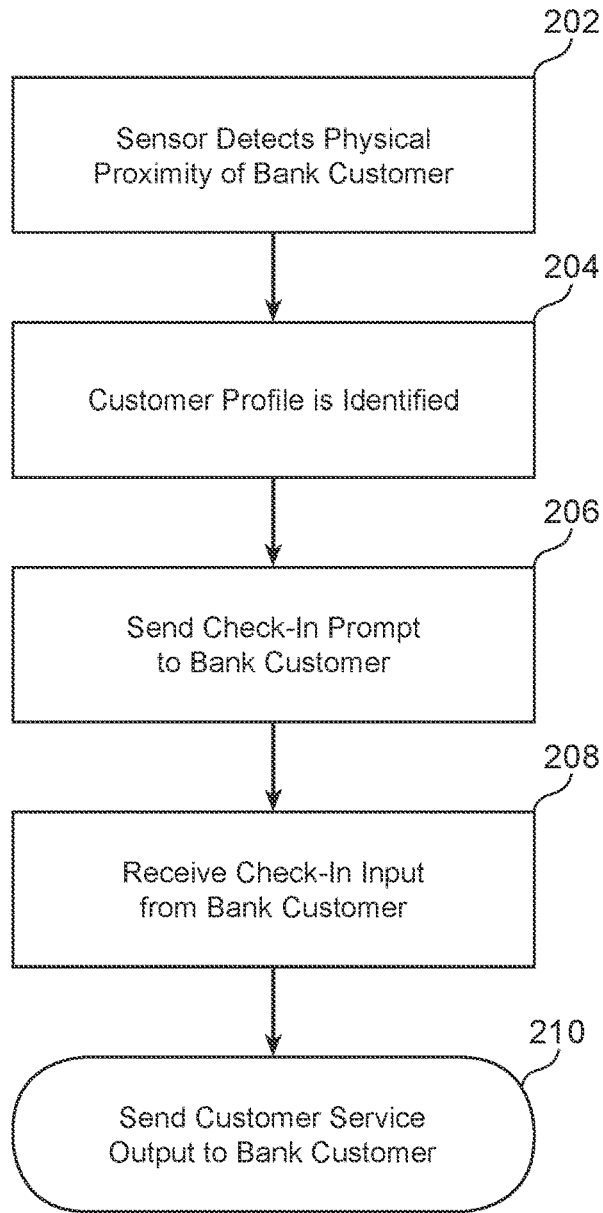 202
Sensor Detects Physical
Proximity of Bank Customer
204
Customer Profile is Identified
206
Send Check-In Prompt
to Bank Customer
208
Receive Check-In Input
from Bank Customer
210
Send Customer Service
Output to Bank Customer